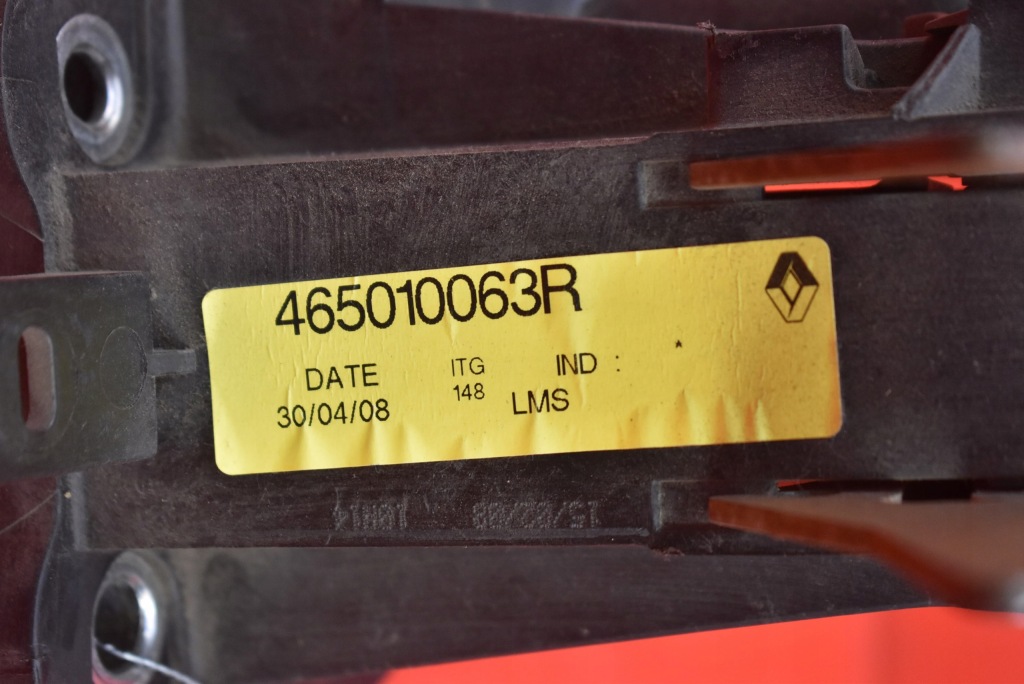 465010063R
DATE ITG IND : *
30/04/08 148 LMS